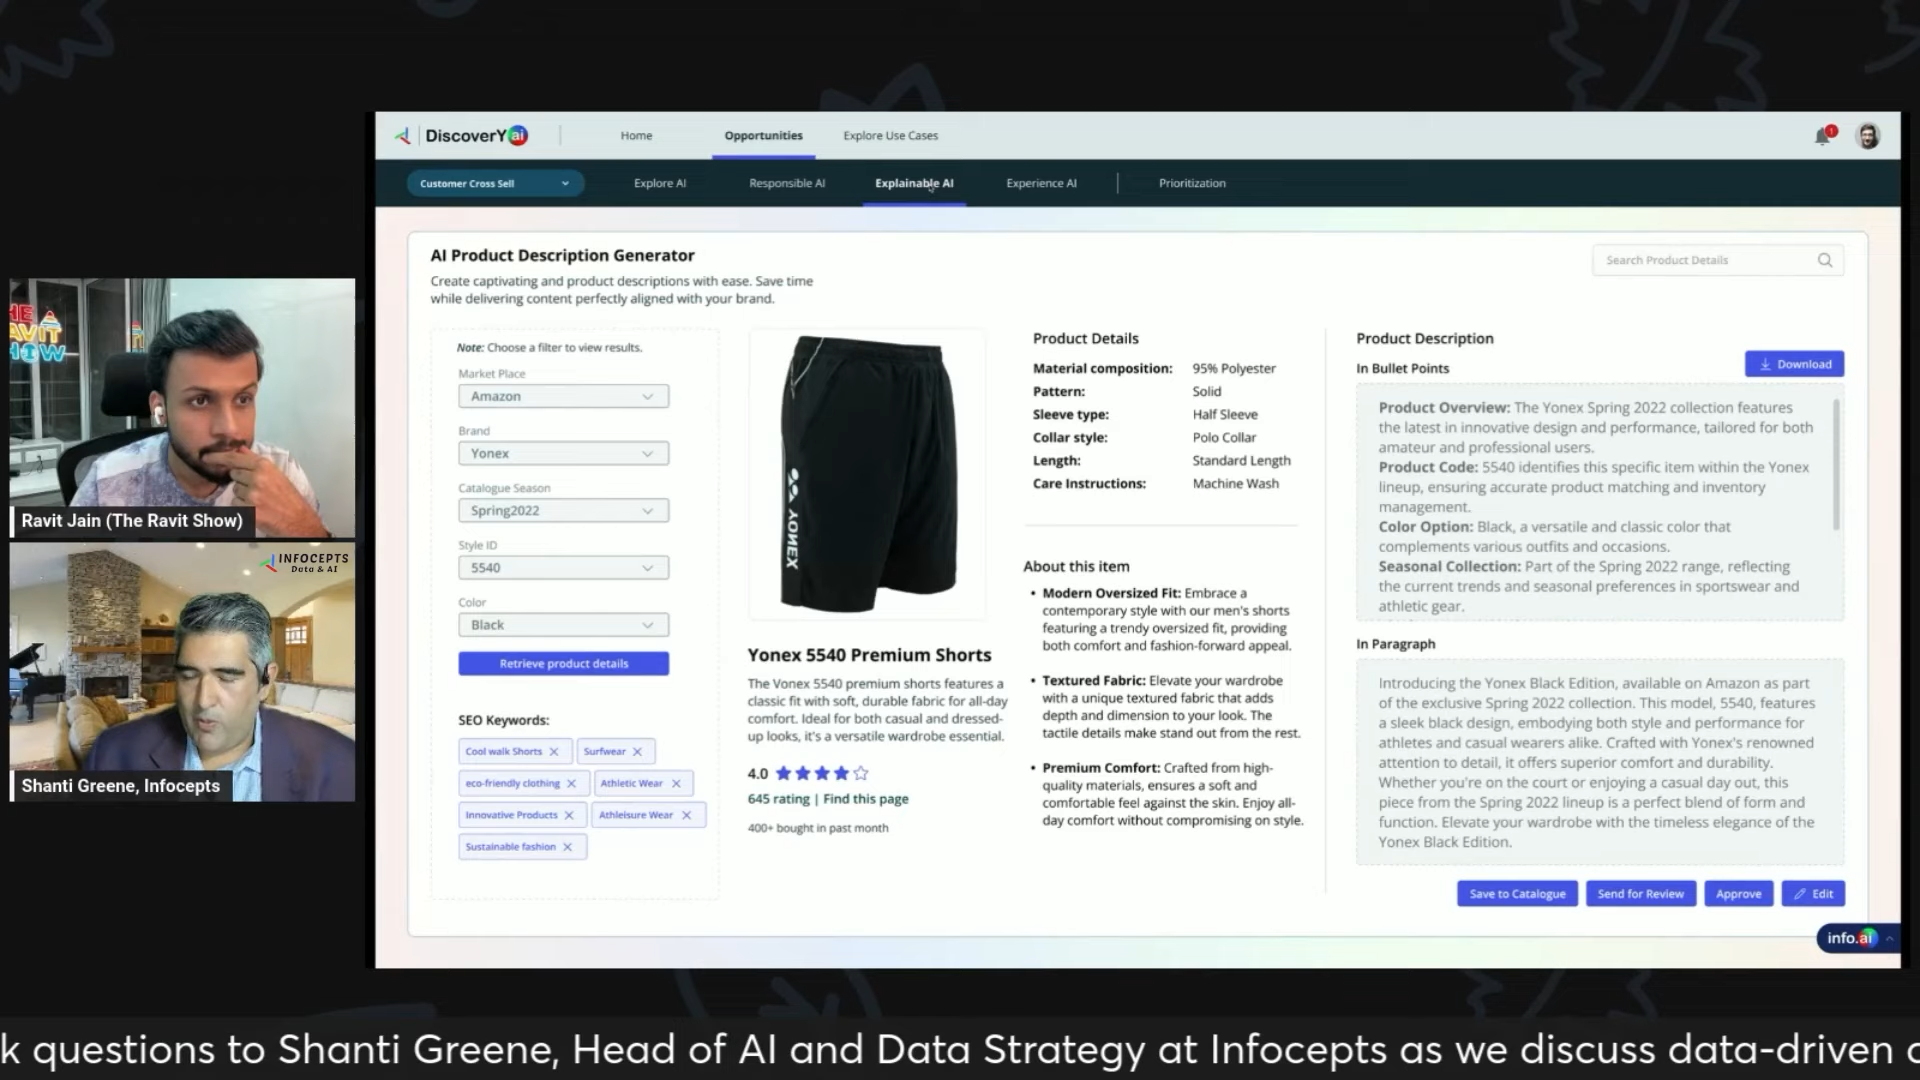 DiscoverY ai
Home
Opportunities
Explore Use Cases
1
Customer Cross Sell
Explore AI
Responsible AI
Explainable AI
Experience AI
Prioritization
AI Product Description Generator
Create captivating and product descriptions with ease. Save time
while delivering content perfectly aligned with your brand.
Search Product Details
Note: Choose a filter to view results.
Market Place
Amazon
Brand
Yonex
Catalogue Season
Spring2022
Style ID
5540
Color
Black
Retrieve product details
SEO Keywords:
Cool walk Shorts
Surfwear
eco-friendly clothing
Athletic Wear
Innovative Products
Athleisure Wear
Sustainable fashion
YONEX
Yonex 5540 Premium Shorts
The Yonex 5540 premium shorts features a
classic fit with soft, durable fabric for all-day
comfort. Ideal for both casual and dressed-
up looks, it's a versatile wardrobe essential.
4.0
645 rating | Find this page
400+ bought in past month
Product Details
Material composition: 95% Polyester
Pattern: Solid
Sleeve type: Half Sleeve
Collar style: Polo Collar
Length: Standard Length
Care Instructions: Machine Wash
About this item
• Modern Oversized Fit: Embrace a
contemporary style with our men's shorts
featuring a trendy oversized fit, providing
both comfort and fashion-forward appeal.
• Textured Fabric: Elevate your wardrobe
with a unique textured fabric that adds
depth and dimension to your look. The
tactile details make stand out from the rest.
• Premium Comfort: Crafted from high-
quality materials, ensures a soft and
comfortable feel against the skin. Enjoy all-
day comfort without compromising on style.
Product Description
In Bullet Points
Download
Product Overview: The Yonex Spring 2022 collection features
the latest in innovative design and performance, tailored for both
amateur and professional users.
Product Code: 5540 identifies this specific item within the Yonex
lineup, ensuring accurate product matching and inventory
management.
Color Option: Black, a versatile and classic color that
complements various outfits and occasions.
Seasonal Collection: Part of the Spring 2022 range, reflecting
the current trends and seasonal preferences in sportswear and
athletic gear.
In Paragraph
Introducing the Yonex Black Edition, available on Amazon as part
of the exclusive Spring 2022 collection. This model, 5540, features
a sleek black design, embodying both style and performance for
athletes and casual wearers alike. Crafted with Yonex's renowned
attention to detail, it offers superior comfort and durability.
Whether you're on the court or enjoying a casual day out, this
piece from the Spring 2022 lineup is a perfect blend of form and
function. Elevate your wardrobe with the timeless elegance of the
Yonex Black Edition.
Save to Catalogue
Send for Review
Approve
Edit
info.ai
HE
AVIT
HOW
Ravit Jain (The Ravit Show)
INFOCEPTS
Data & AI
Shanti Greene, Infocepts
k questions to Shanti Greene, Head of AI and Data Strategy at Infocepts as we discuss data-driven